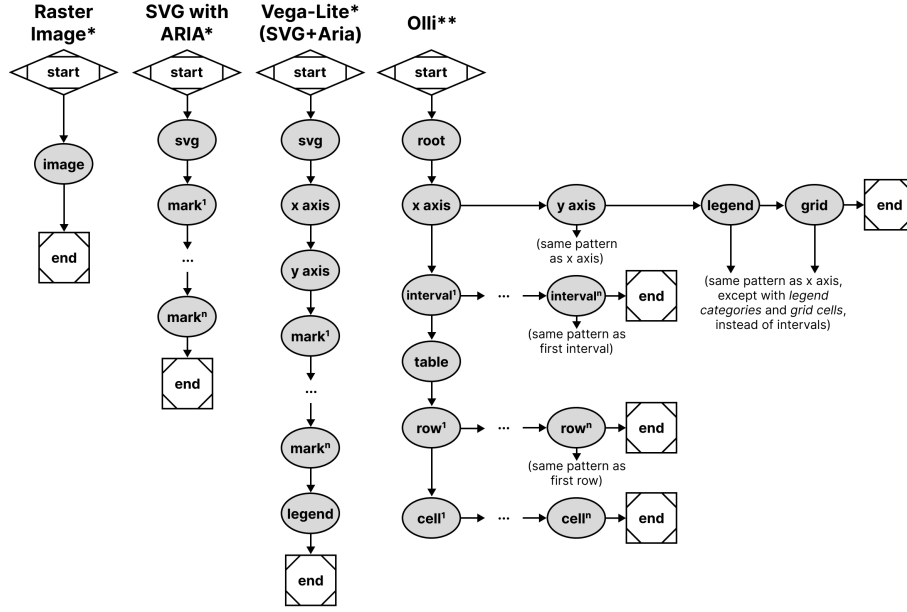 Raster
Image*
SVG with
ARIA*
Vega-Lite*
(SVG+Aria)
Olli**
start
start
start
start
svg
svg
root
image
mark¹
x axis
x axis
y axis
legend
grid
end
(same pattern
as x axis)
end
...
y axis
(same pattern as x axis,
except with legend
categories and grid cells,
instead of intervals)
interval¹
...
intervalⁿ
end
markⁿ
mark¹
(same pattern as
first interval)
table
end
...
row¹
...
rowⁿ
end
markⁿ
(same pattern as
first row)
legend
cell¹
...
cellⁿ
end
end